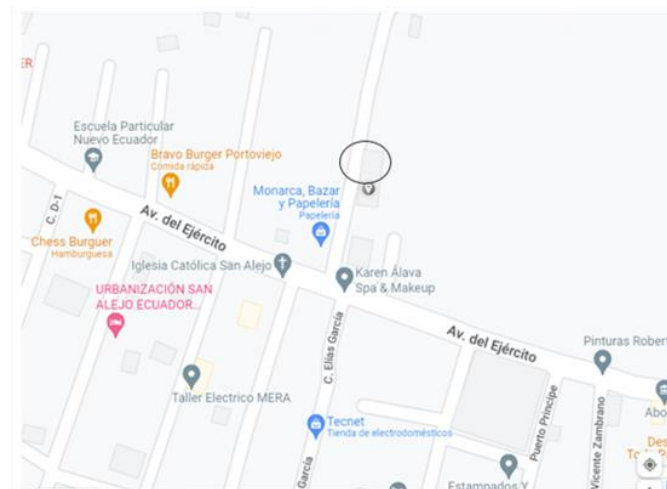 ER
Escuela Particular
Nuevo Ecuador
Bravo Burger Portoviejo
Comida rápida
Monarca, Bazar
y Papelería
Papelería
C. D-1
Av. del Ejército
Chess Burguer
Hamburguesa
Iglesia Católica San Alejo
Karen Álava
Spa & Makeup
URBANIZACIÓN SAN
ALEJO ECUADOR...
C. Elías García
Av. del Ejército
Pinturas Robert
Taller Electrico MERA
Puerto Príncipe
Vicente Zambrano
Abo
Tecnet
Tienda de electrodomésticos
Des
García
Estampados Y